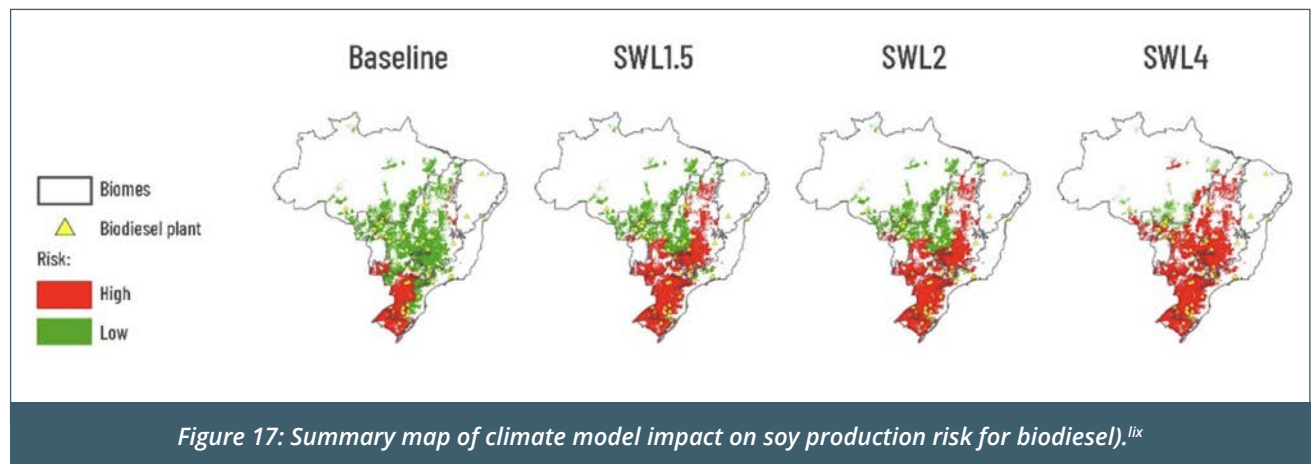 Baseline
SWL1.5
SWL2
SWL4
Biomes
Biodiesel plant
Risk:
High
Low
Figure 17: Summary map of climate model impact on soy production risk for biodiesel).lix